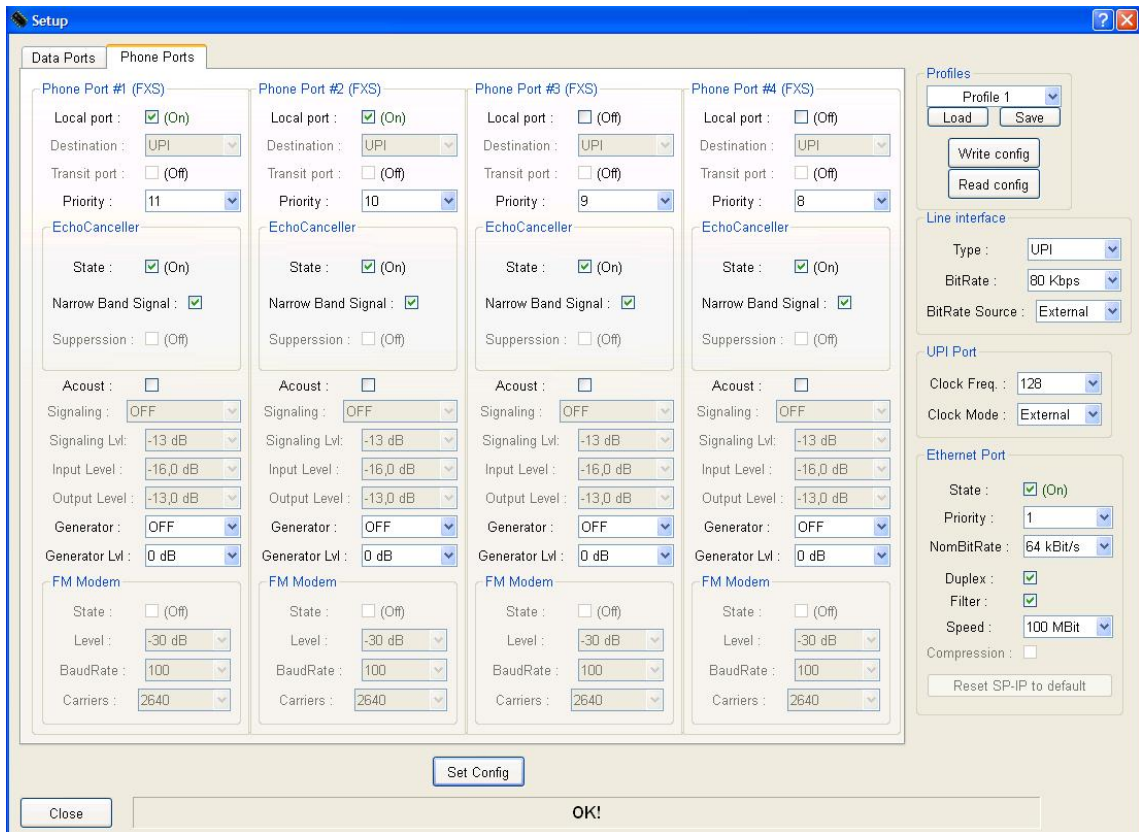 Setup
Data Ports
Phone Ports
Phone Port #1 (FXS)
Local port : (On)
Destination : UPI
Transit port : (Off)
Priority : 11
EchoCanceller
State : (On)
Narrow Band Signal :
Supperssion : (Off)
Acoust :
Signaling : OFF
Signaling Lvl: -13 dB
Input Level : -16,0 dB
Output Level : -13,0 dB
Generator : OFF
Generator Lvl : 0 dB
FM Modem
State : (Off)
Level : -30 dB
BaudRate : 100
Carriers : 2640
Phone Port #2 (FXS)
Local port : (On)
Destination : UPI
Transit port : (Off)
Priority : 10
EchoCanceller
State : (On)
Narrow Band Signal :
Supperssion : (Off)
Acoust :
Signaling : OFF
Signaling Lvl: -13 dB
Input Level : -16,0 dB
Output Level : -13,0 dB
Generator : OFF
Generator Lvl : 0 dB
FM Modem
State : (Off)
Level : -30 dB
BaudRate : 100
Carriers : 2640
Phone Port #3 (FXS)
Local port : (Off)
Destination : UPI
Transit port : (Off)
Priority : 9
EchoCanceller
State : (On)
Narrow Band Signal :
Supperssion : (Off)
Acoust :
Signaling : OFF
Signaling Lvl: -13 dB
Input Level : -16,0 dB
Output Level : -13,0 dB
Generator : OFF
Generator Lvl : 0 dB
FM Modem
State : (Off)
Level : -30 dB
BaudRate : 100
Carriers : 2640
Phone Port #4 (FXS)
Local port : (Off)
Destination : UPI
Transit port : (Off)
Priority : 8
EchoCanceller
State : (On)
Narrow Band Signal :
Supperssion : (Off)
Acoust :
Signaling : OFF
Signaling Lvl: -13 dB
Input Level : -16,0 dB
Output Level : -13,0 dB
Generator : OFF
Generator Lvl : 0 dB
FM Modem
State : (Off)
Level : -30 dB
BaudRate : 100
Carriers : 2640
Profiles
Profile 1
Load Save
Write config
Read config
Line interface
Type : UPI
BitRate : 80 Kbps
BitRate Source : External
UPI Port
Clock Freq. : 128
Clock Mode : External
Ethernet Port
State : (On)
Priority : 1
NomBitRate : 64 kBit/s
Duplex :
Filter :
Speed : 100 MBit
Compression :
Reset SP-IP to default
Set Config
Close
OK!